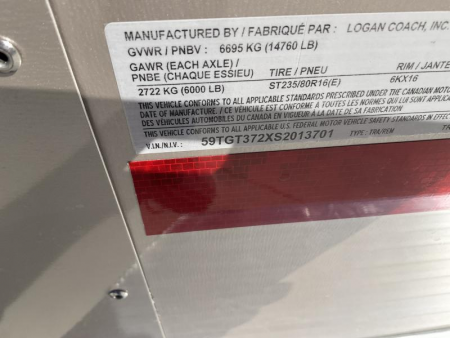 MANUFACTURED BY / FABRIQUÉ PAR : LOGAN COACH, INC.
GVWR / PNBV : 6695 KG (14760 LB)
GAWR (EACH AXLE) / TIRE / PNEU RIM / JANTE
PNBE (CHAQUE ESSIEU) ST235/80R16(E) 6KX16
2722 KG (6000 LB)
THIS VEHICLE CONFORMS TO ALL APPLICABLE STANDARDS PRESCRIBED UNDER THE CANADIAN MOTOR
DATE OF MANUFACTURE / CE VÉHICULE EST CONFORME À TOUTES LES NORMES QUI LUI SONT APPLICABLES
DES VÉHICULES AUTOMOBILES DU CANADA EN VIGUEUR À LA DATE DE SA FABRICATION
THIS VEHICLE CONFORMS TO ALL APPLICABLE U.S. FEDERAL MOTOR VEHICLE SAFETY STANDARDS IN EFFECT
V.I.N./N.I.V.: 59TGT372XS2013701 TYPE: TRA/REM